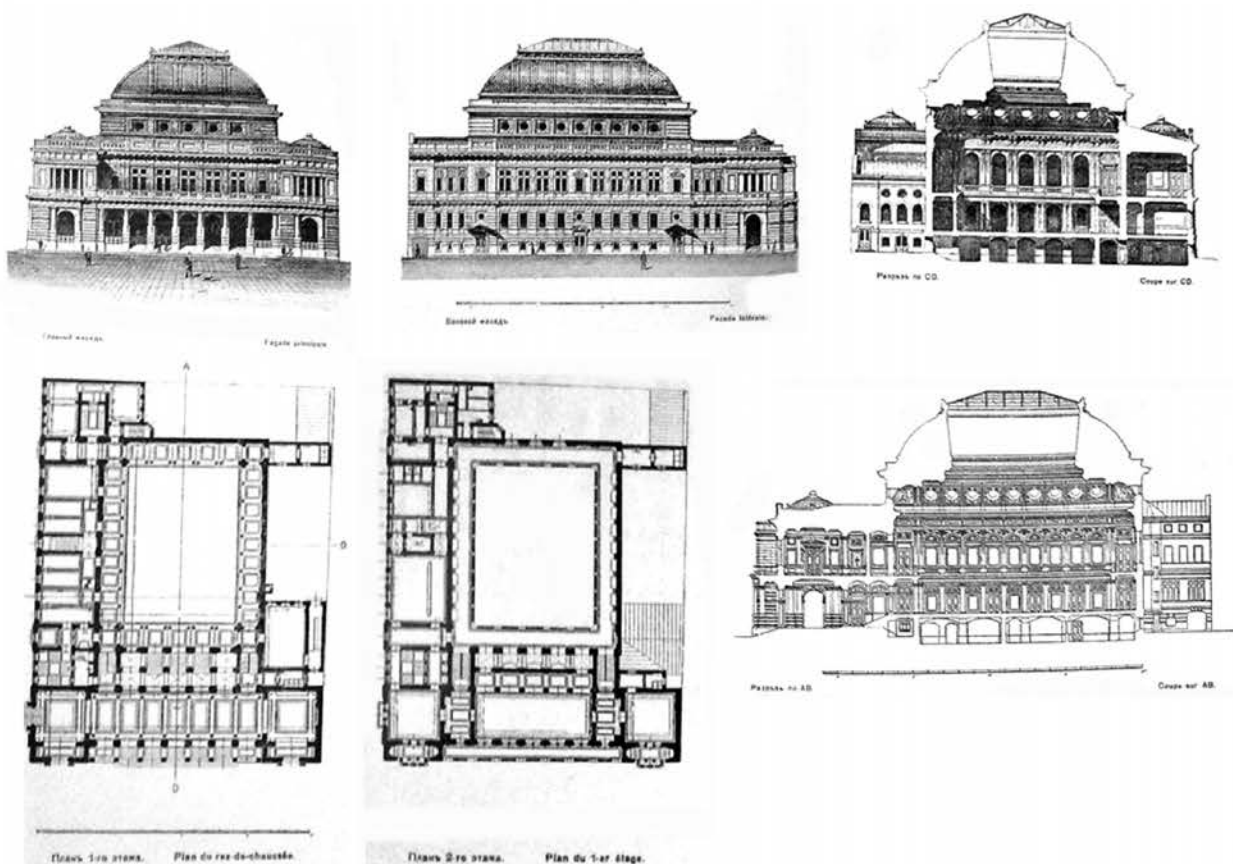 Разрѣзъ по CD. Coupe sur CD.
Боковой фасадъ. Façade latérale.
Главный фасадъ. Façade principale.
A
B
D
Разрѣзъ по AB. Coupe sur AB.
Планъ 1-го этажа. Plan du rez-de-chaussée.
Планъ 2-го этажа. Plan du 1-er étage.